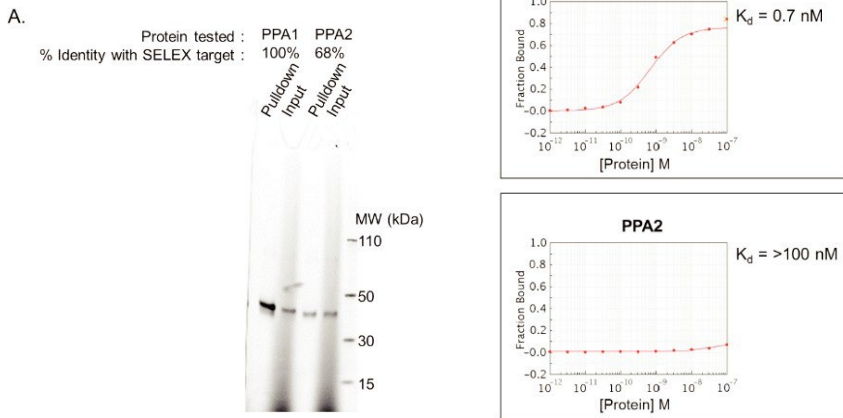 A.
Protein tested : PPA1 PPA2
% Identity with SELEX target : 100% 68%
Pulldown Input Pulldown Input
MW (kDa)
110
50
30
15
Fraction Bound
1.0
0.8
0.6
0.4
0.2
-0.0
-0.2
10^-12 10^-11 10^-10 10^-9 10^-8 10^-7
[Protein] M
K_d = 0.7 nM
PPA2
Fraction Bound
1.0
0.8
0.6
0.4
0.2
-0.0
-0.2
10^-12 10^-11 10^-10 10^-9 10^-8 10^-7
[Protein] M
K_d = >100 nM